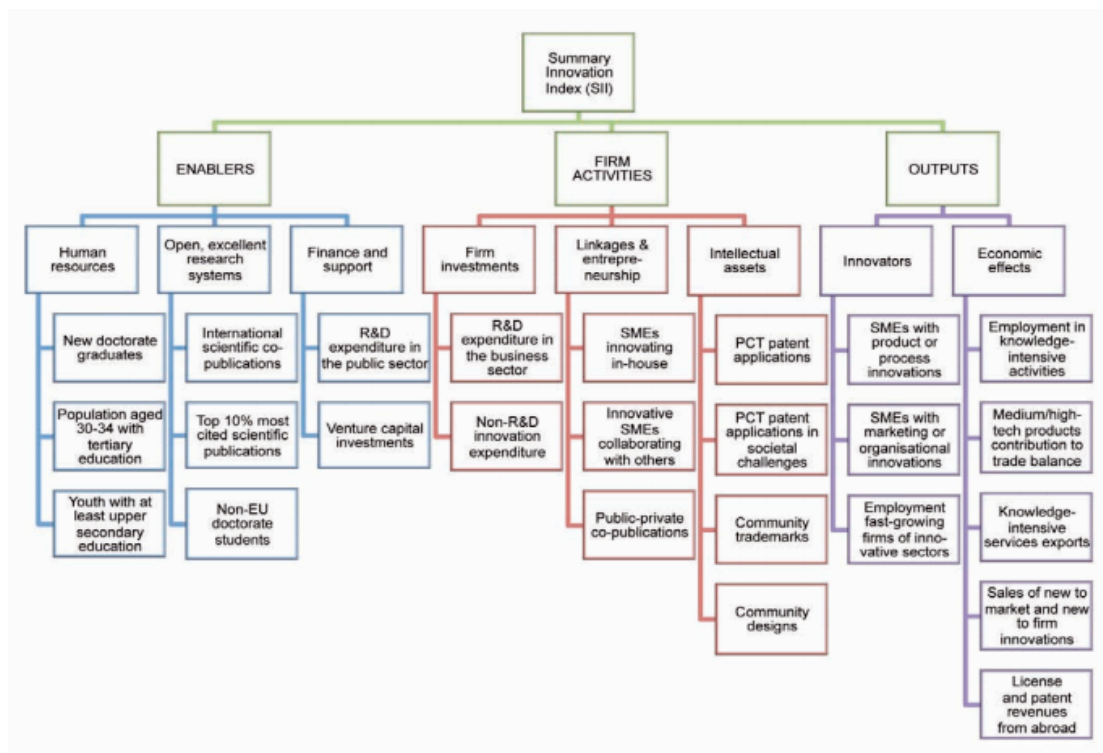 Summary
Innovation
Index (SII)
ENABLERS
FIRM
ACTIVITIES
OUTPUTS
Human
resources
Open, excellent
research
systems
Finance and
support
Firm
investments
Linkages &
entrepre-
neurship
Intellectual
assets
Innovators
Economic
effects
New doctorate
graduates
Population aged
30-34 with
tertiary
education
Youth with at
least upper
secondary
education
International
scientific co-
publications
Top 10% most
cited scientific
publications
Non-EU
doctorate
students
R&D
expenditure in
the public sector
Venture capital
investments
R&D
expenditure in
the business
sector
Non-R&D
innovation
expenditure
SMEs
innovating
in-house
Innovative
SMEs
collaborating
with others
Public-private
co-publications
PCT patent
applications
PCT patent
applications in
societal
challenges
Community
trademarks
Community
designs
SMEs with
product or
process
innovations
SMEs with
marketing or
organisational
innovations
Employment
fast-growing
firms of inno-
vative sectors
Employment in
knowledge-
intensive
activities
Medium/high-
tech products
contribution to
trade balance
Knowledge-
intensive
services exports
Sales of new to
market and new
to firm
innovations
License
and patent
revenues
from abroad